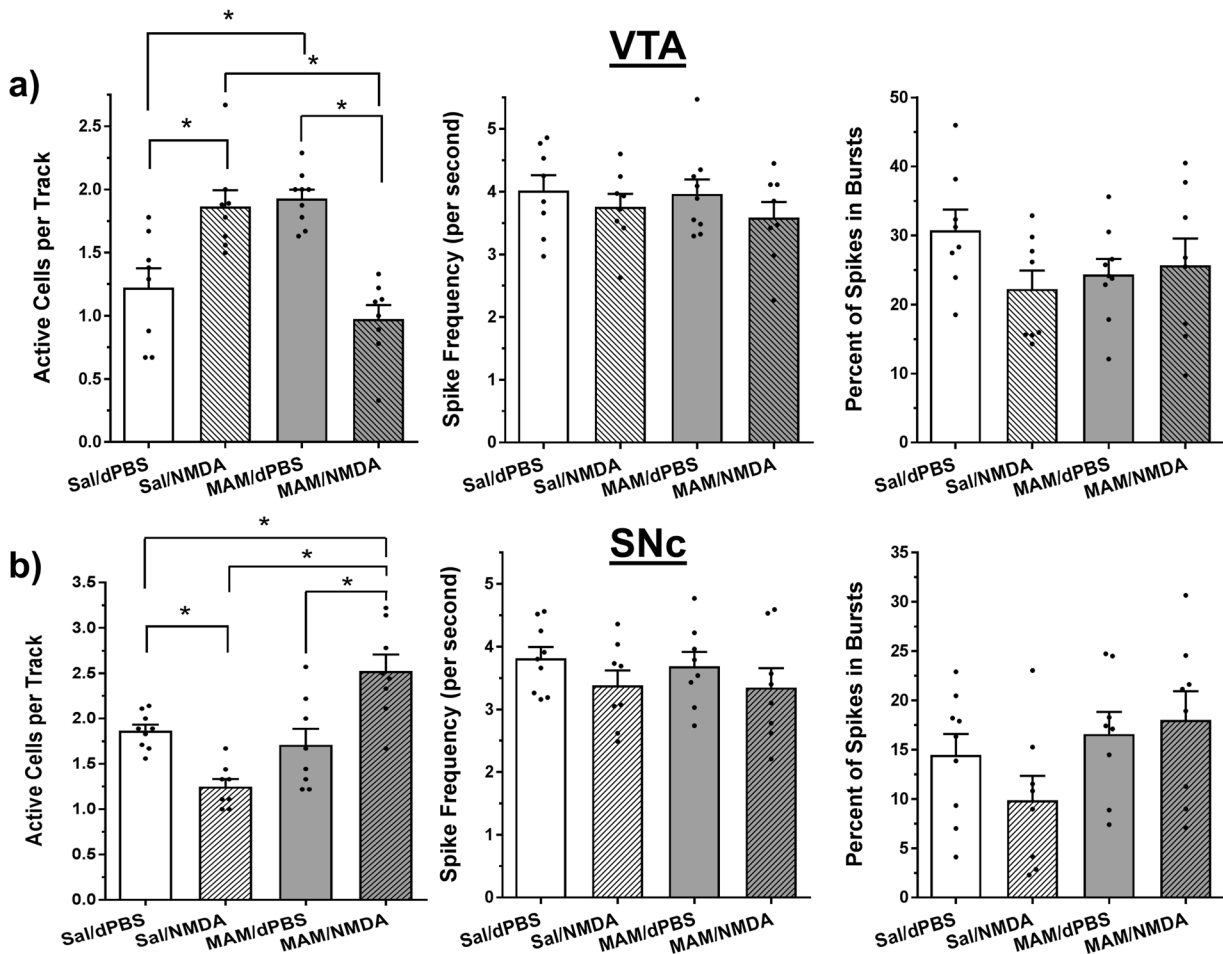 VTA
a)
*
*
*
*
Active Cells per Track
2.5
2.0
1.5
1.0
0.5
0.0
Sal/dPBS
Sal/NMDA
MAM/dPBS
MAM/NMDA
Spike Frequency (per second)
5
4
3
2
1
0
Sal/dPBS
Sal/NMDA
MAM/dPBS
MAM/NMDA
Percent of Spikes in Bursts
50
40
30
20
10
0
Sal/dPBS
Sal/NMDA
MAM/dPBS
MAM/NMDA
SNc
b)
*
*
*
*
Active Cells per Track
3.5
3.0
2.5
2.0
1.5
1.0
0.5
0.0
Sal/dPBS
Sal/NMDA
MAM/dPBS
MAM/NMDA
Spike Frequency (per second)
5
4
3
2
1
0
Sal/dPBS
Sal/NMDA
MAM/dPBS
MAM/NMDA
Percent of Spikes in Bursts
35
30
25
20
15
10
5
0
Sal/dPBS
Sal/NMDA
MAM/dPBS
MAM/NMDA